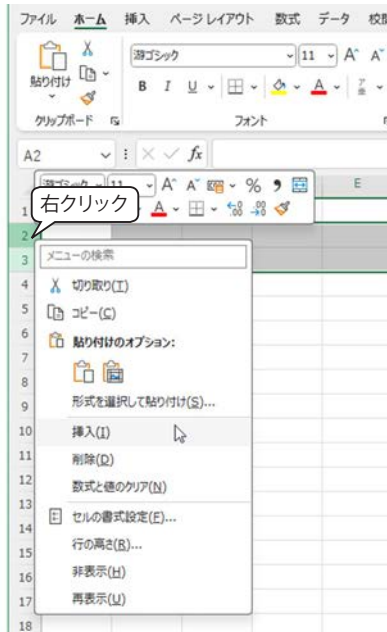 ファイル ホーム 挿入 ページ レイアウト 数式 データ
游ゴシック 11 A^ A˅
貼り付け B I U A
クリップボード フォント
A2 fx
11 A^ A˅ % 9
右クリック A E
1
2
3 メニューの検索
4 切り取り(T)
5 コピー(C)
6 貼り付けのオプション:
7
8
9 形式を選択して貼り付け(S)...
10 挿入(I)
11 削除(D)
12 数式と値のクリア(N)
13
14 セルの書式設定(F)...
15 行の高さ(R)...
16 非表示(H)
17 再表示(U)
18